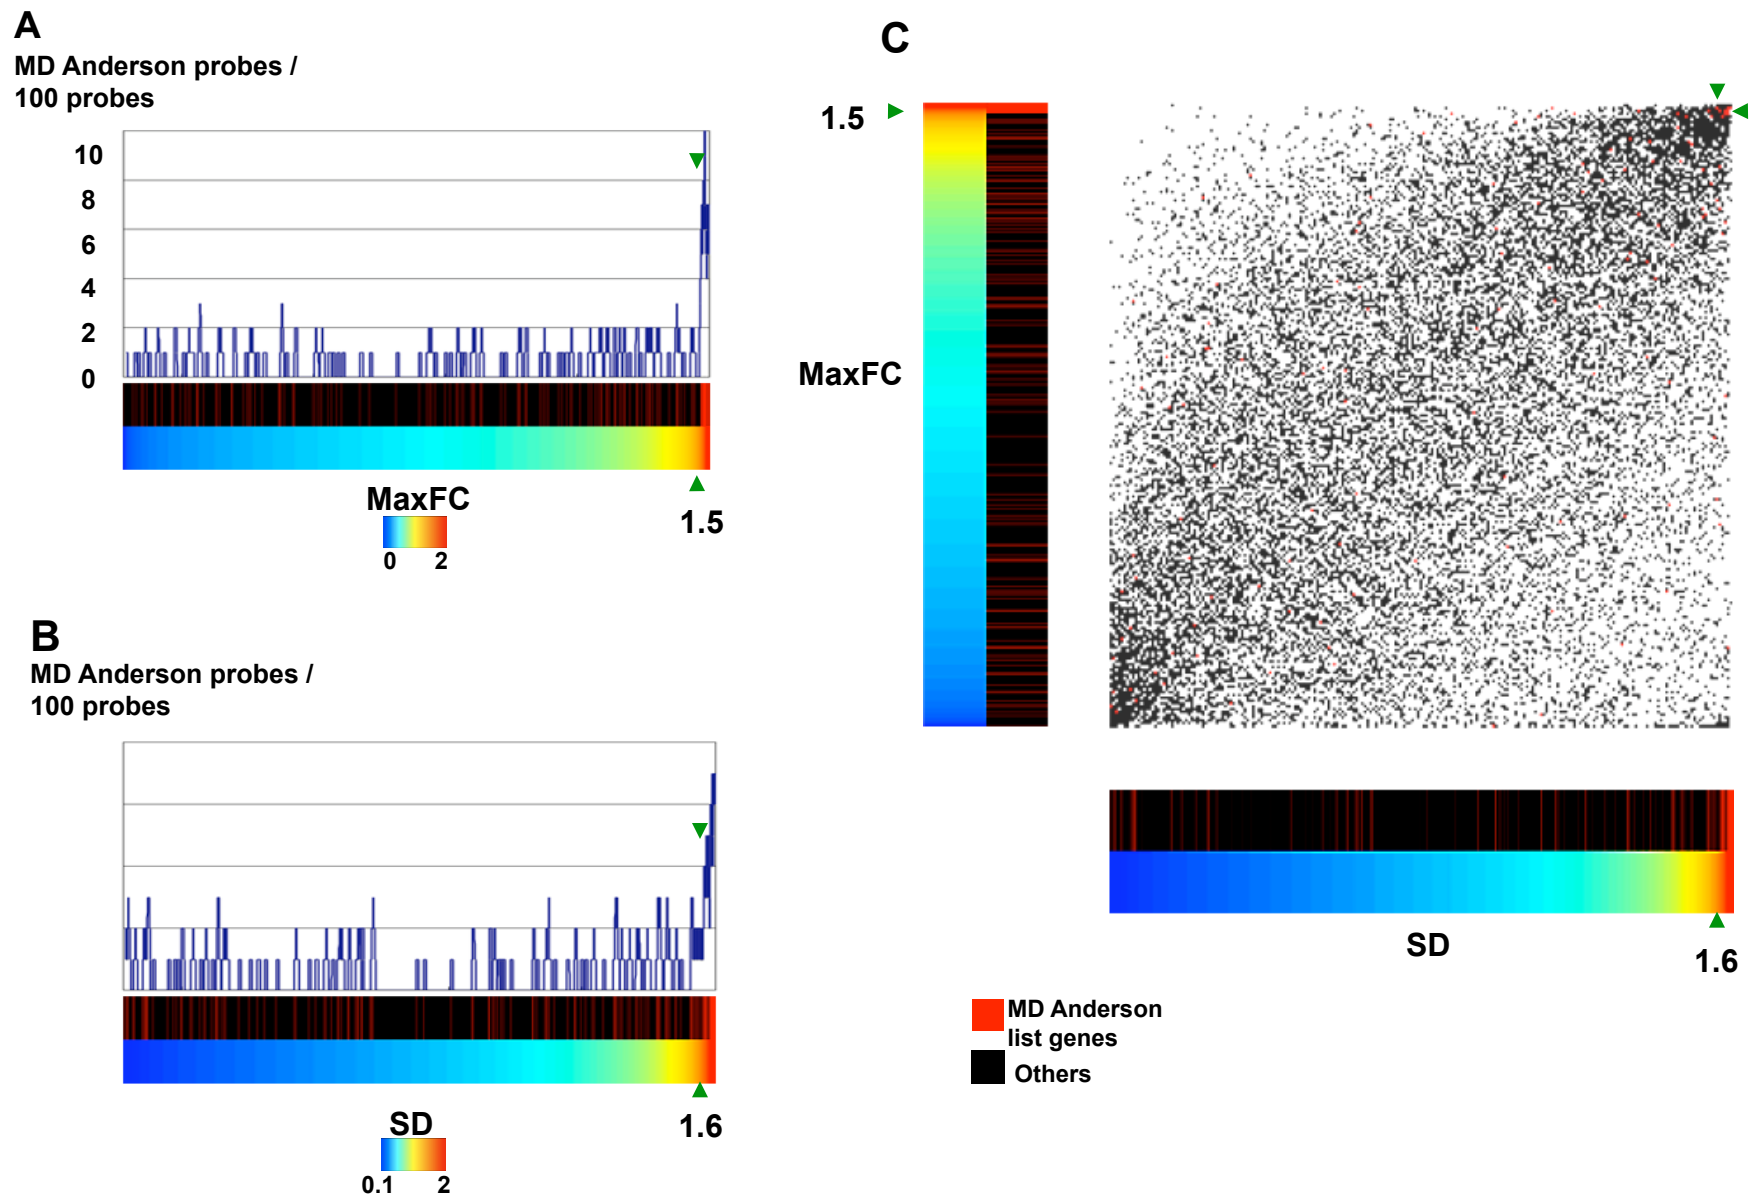 A
MD Anderson probes /
100 probes
10
8
6
4
2
0
MaxFC
0 2
1.5
B
MD Anderson probes /
100 probes
SD
0.1 2
1.6
C
1.5
MaxFC
SD
1.6
MD Anderson
list genes
Others